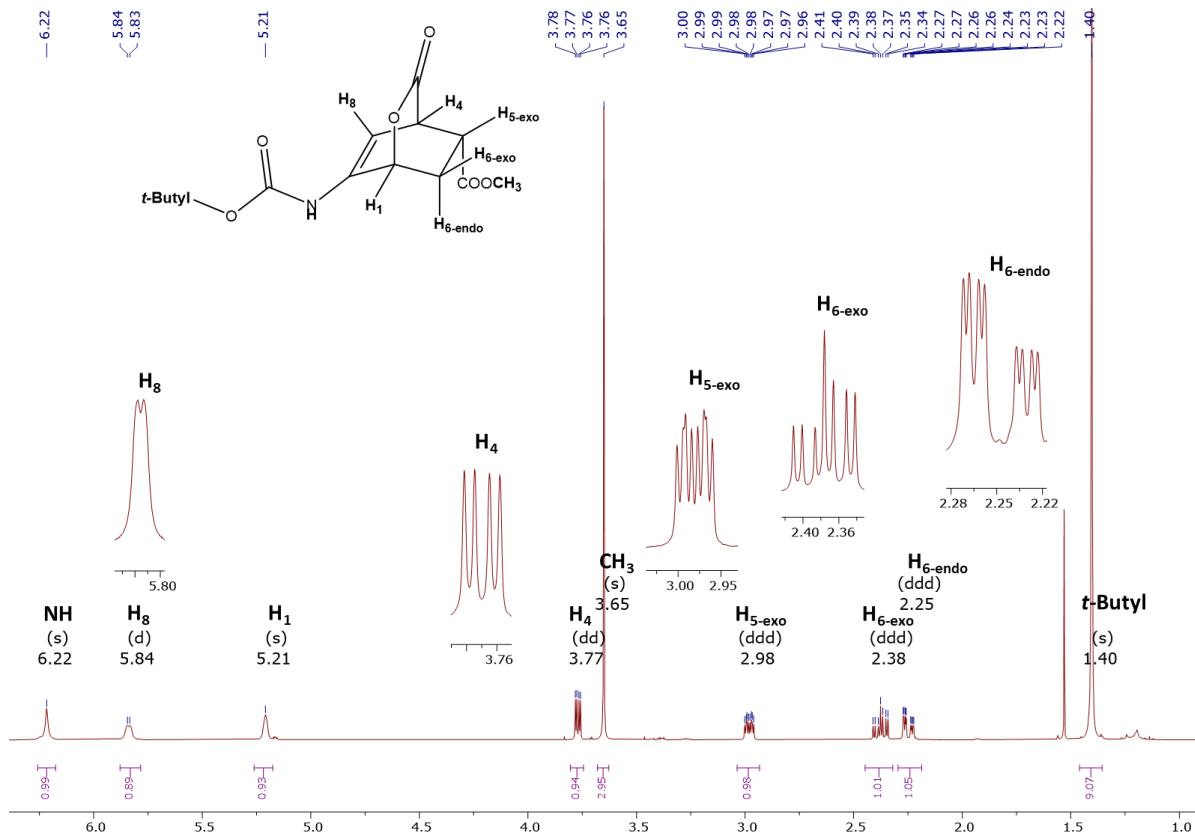 6.22
5.84
5.83
5.21
3.78
3.77
3.76
3.76
3.65
3.00
2.99
2.99
2.98
2.98
2.97
2.97
2.96
2.41
2.40
2.39
2.38
2.37
2.35
2.34
2.27
2.27
2.26
2.26
2.24
2.23
2.23
2.22
1.40
O
H8
O
H4
H5-exo
O
H6-exo
t-Butyl
O
N
H
H1
COOCH3
H6-endo
H8
5.80
H4
3.76
H5-exo
3.00 2.95
H6-exo
2.40 2.36
H6-endo
2.28 2.25 2.22
NH
(s)
6.22
H8
(d)
5.84
H1
(s)
5.21
H4
(dd)
3.77
CH3
(s)
3.65
H5-exo
(ddd)
2.98
H6-exo
(ddd)
2.38
H6-endo
(ddd)
2.25
t-Butyl
(s)
1.40
0.99 0.89 0.93 0.94 2.95 0.98 1.01 1.05 9.07
6.0 5.5 5.0 4.5 4.0 3.5 3.0 2.5 2.0 1.5 1.0